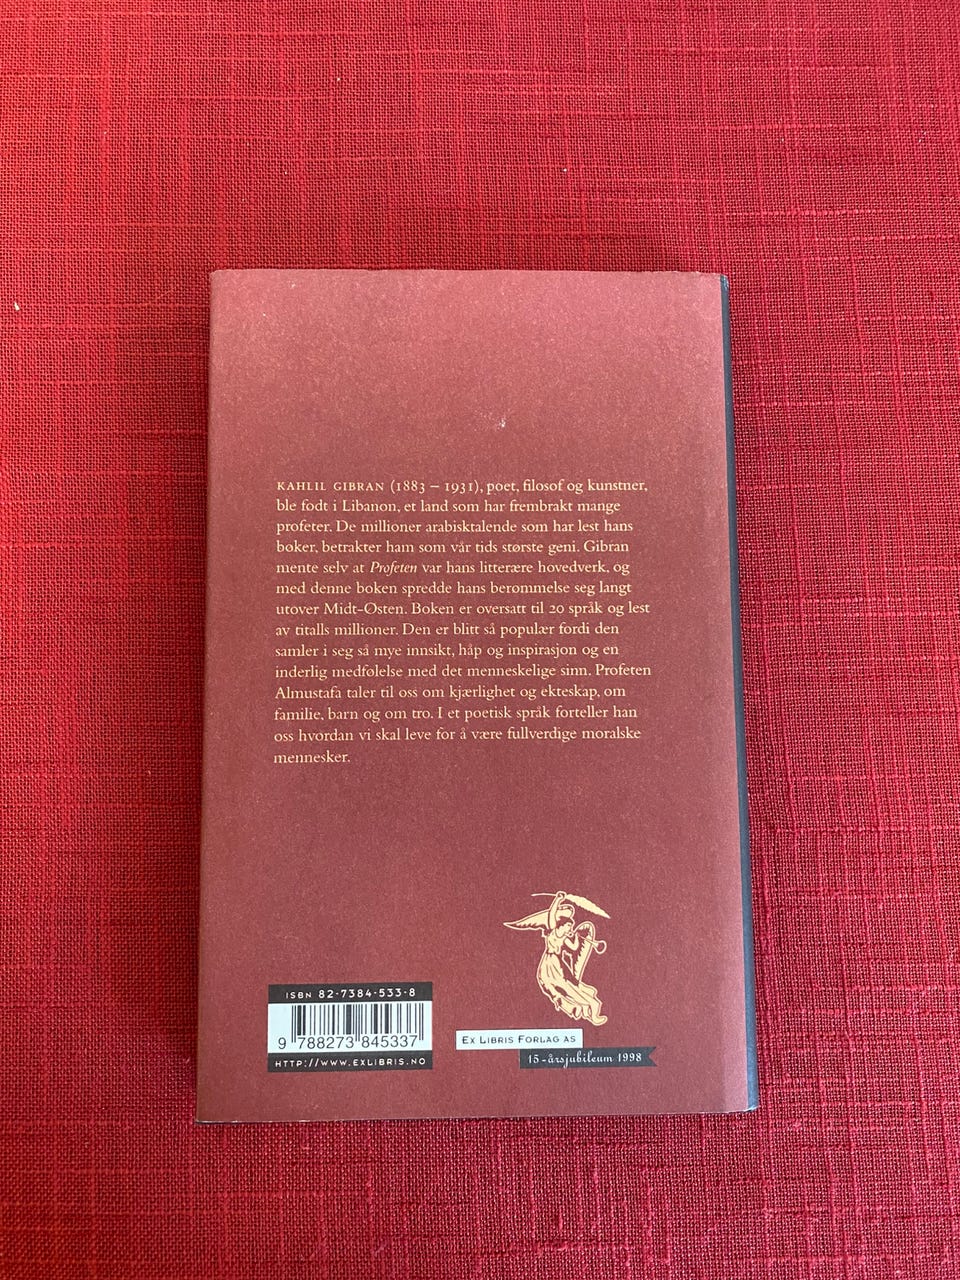 KAHLIL GIBRAN (1883 – 1931), poet, filosof og kunstner,
ble født i Libanon, et land som har frembrakt mange
profeter. De millioner arabisktalende som har lest hans
bøker, betrakter ham som vår tids største geni. Gibran
mente selv at Profeten var hans litterære hovedverk, og
med denne boken spredde hans berømmelse seg langt
utover Midt-Østen. Boken er oversatt til 20 språk og lest
av titalls millioner. Den er blitt så populær fordi den
samler i seg så mye innsikt, håp og inspirasjon og en
inderlig medfølelse med det menneskelige sinn. Profeten
Almustafa taler til oss om kjærlighet og ekteskap, om
familie, barn og om tro. I et poetisk språk forteller han
oss hvordan vi skal leve for å være fullverdige moralske
mennesker.
ISBN 82-7384-533-8
9 788273 845337
HTTP://WWW.EXLIBRIS.NO
EX LIBRIS FORLAG AS
15-årsjubileum 1998